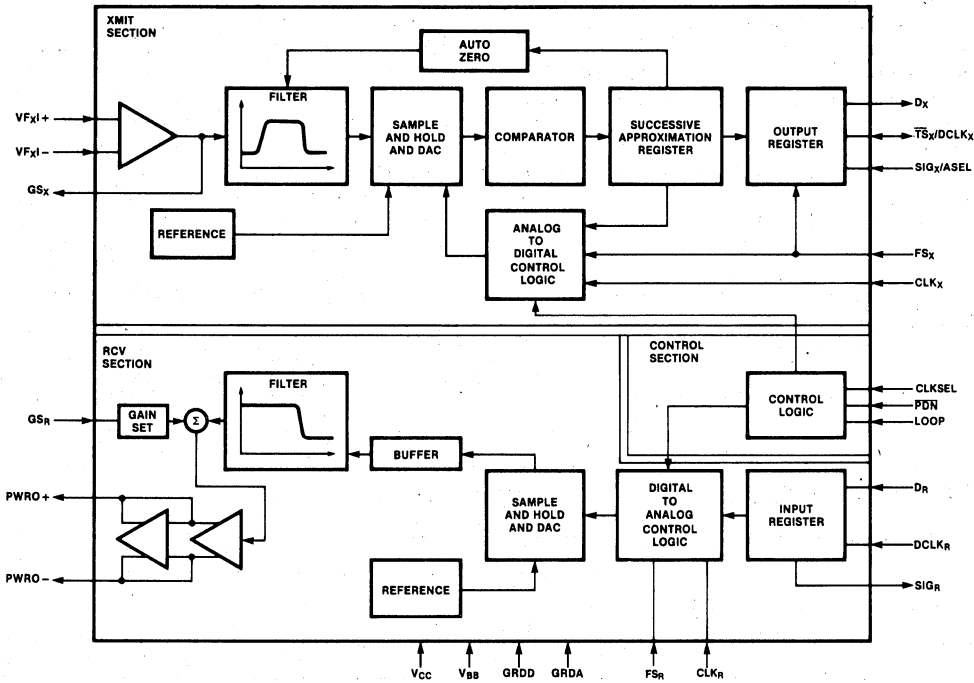 XMIT
SECTION
AUTO
ZERO
FILTER
SAMPLE
AND HOLD
AND DAC
COMPARATOR
SUCCESSIVE
APPROXIMATION
REGISTER
OUTPUT
REGISTER
VFXI+
VFXI−
GSX
DX
T̅S̅X/DCLKX
SIGX/ASEL
REFERENCE
ANALOG
TO
DIGITAL
CONTROL
LOGIC
FSX
CLKX
RCV
SECTION
CONTROL
SECTION
FILTER
GSR
GAIN
SET
Σ
BUFFER
CONTROL
LOGIC
CLKSEL
P̅D̅N̅
LOOP
PWRO+
PWRO−
SAMPLE
AND HOLD
AND DAC
DIGITAL
TO
ANALOG
CONTROL
LOGIC
INPUT
REGISTER
DR
DCLKR
SIGR
REFERENCE
VCC
VBB
GRDD
GRDA
FSR
CLKR